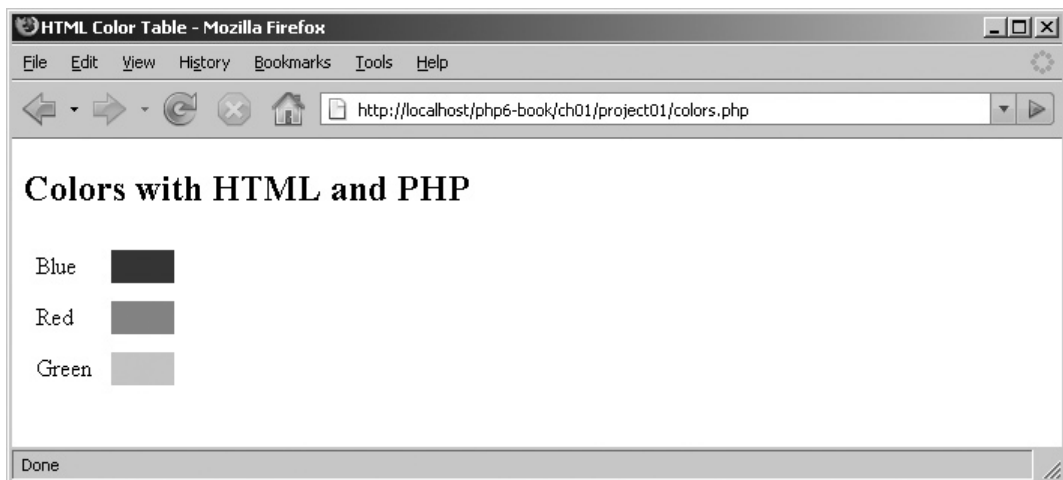 HTML Color Table - Mozilla Firefox
File Edit View History Bookmarks Tools Help
http://localhost/php6-book/ch01/project01/colors.php
Colors with HTML and PHP
Blue
Red
Green
Done